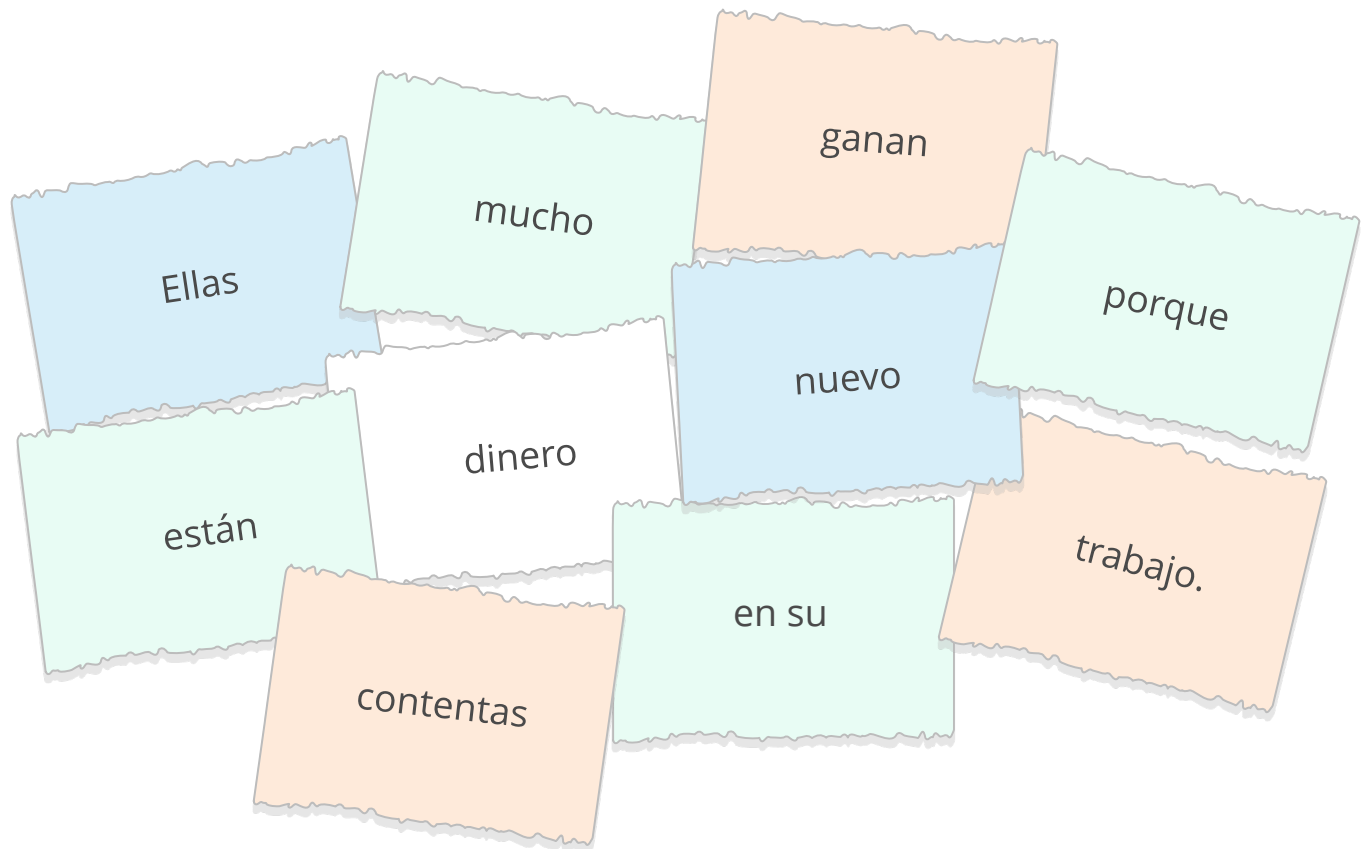 Ellas
mucho
ganan
porque
nuevo
dinero
están
trabajo.
en su
contentas